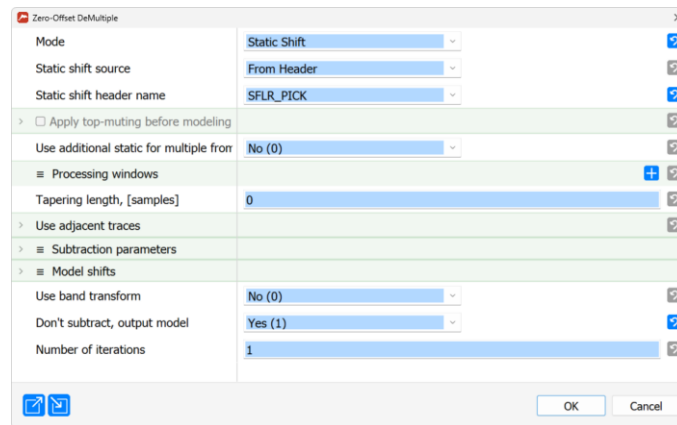 Zero-Offset DeMultiple
Mode Static Shift
Static shift source From Header
Static shift header name SFLR_PICK
Apply top-muting before modeling
Use additional static for multiple from No (0)
Processing windows
Tapering length, [samples] 0
Use adjacent traces
Subtraction parameters
Model shifts
Use band transform No (0)
Don't subtract, output model Yes (1)
Number of iterations 1
OK Cancel